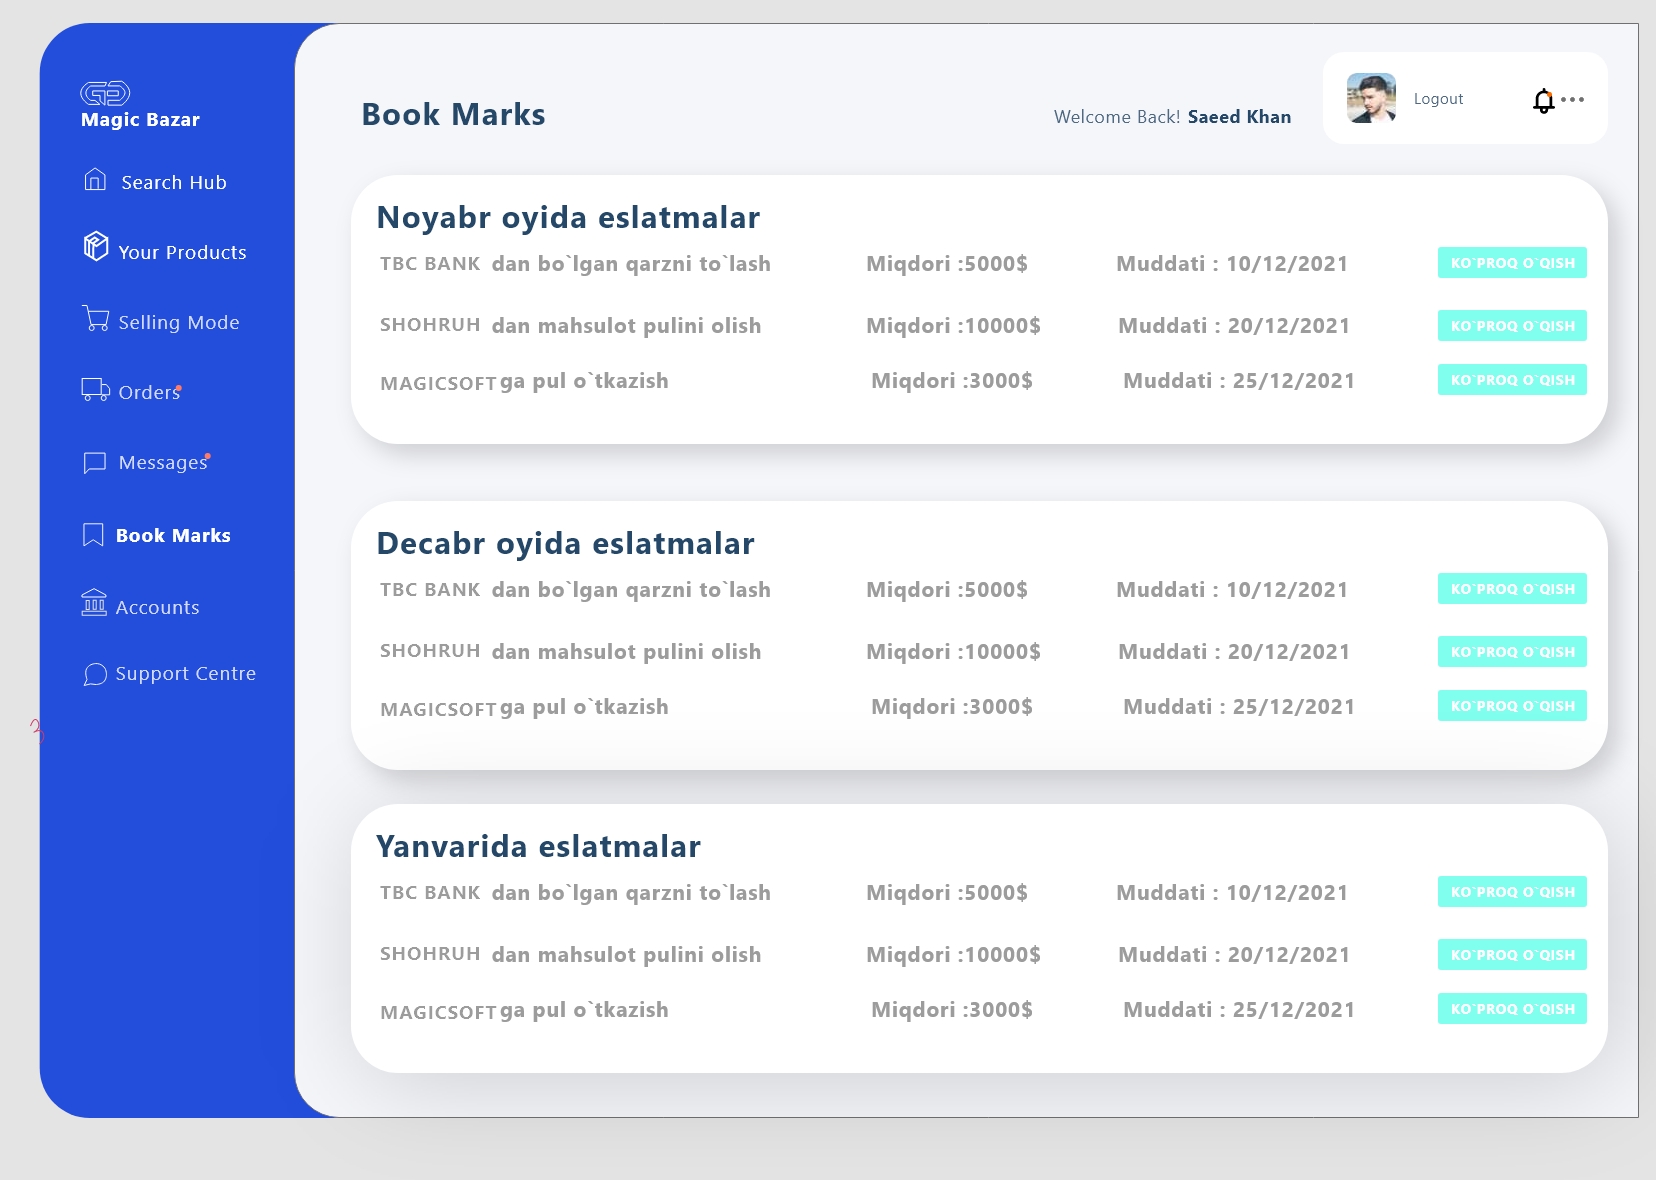 Magic Bazar
Search Hub
Your Products
Selling Mode
Orders
Messages
Book Marks
Accounts
Support Centre
Book Marks
Welcome Back! Saeed Khan
Logout
Noyabr oyida eslatmalar
TBC BANK dan bo`lgan qarzni to`lash Miqdori :5000$ Muddati : 10/12/2021 KO`PROQ O`QISH
SHOHRUH dan mahsulot pulini olish Miqdori :10000$ Muddati : 20/12/2021 KO`PROQ O`QISH
MAGICSOFT ga pul o`tkazish Miqdori :3000$ Muddati : 25/12/2021 KO`PROQ O`QISH
Decabr oyida eslatmalar
TBC BANK dan bo`lgan qarzni to`lash Miqdori :5000$ Muddati : 10/12/2021 KO`PROQ O`QISH
SHOHRUH dan mahsulot pulini olish Miqdori :10000$ Muddati : 20/12/2021 KO`PROQ O`QISH
MAGICSOFT ga pul o`tkazish Miqdori :3000$ Muddati : 25/12/2021 KO`PROQ O`QISH
Yanvarida eslatmalar
TBC BANK dan bo`lgan qarzni to`lash Miqdori :5000$ Muddati : 10/12/2021 KO`PROQ O`QISH
SHOHRUH dan mahsulot pulini olish Miqdori :10000$ Muddati : 20/12/2021 KO`PROQ O`QISH
MAGICSOFT ga pul o`tkazish Miqdori :3000$ Muddati : 25/12/2021 KO`PROQ O`QISH